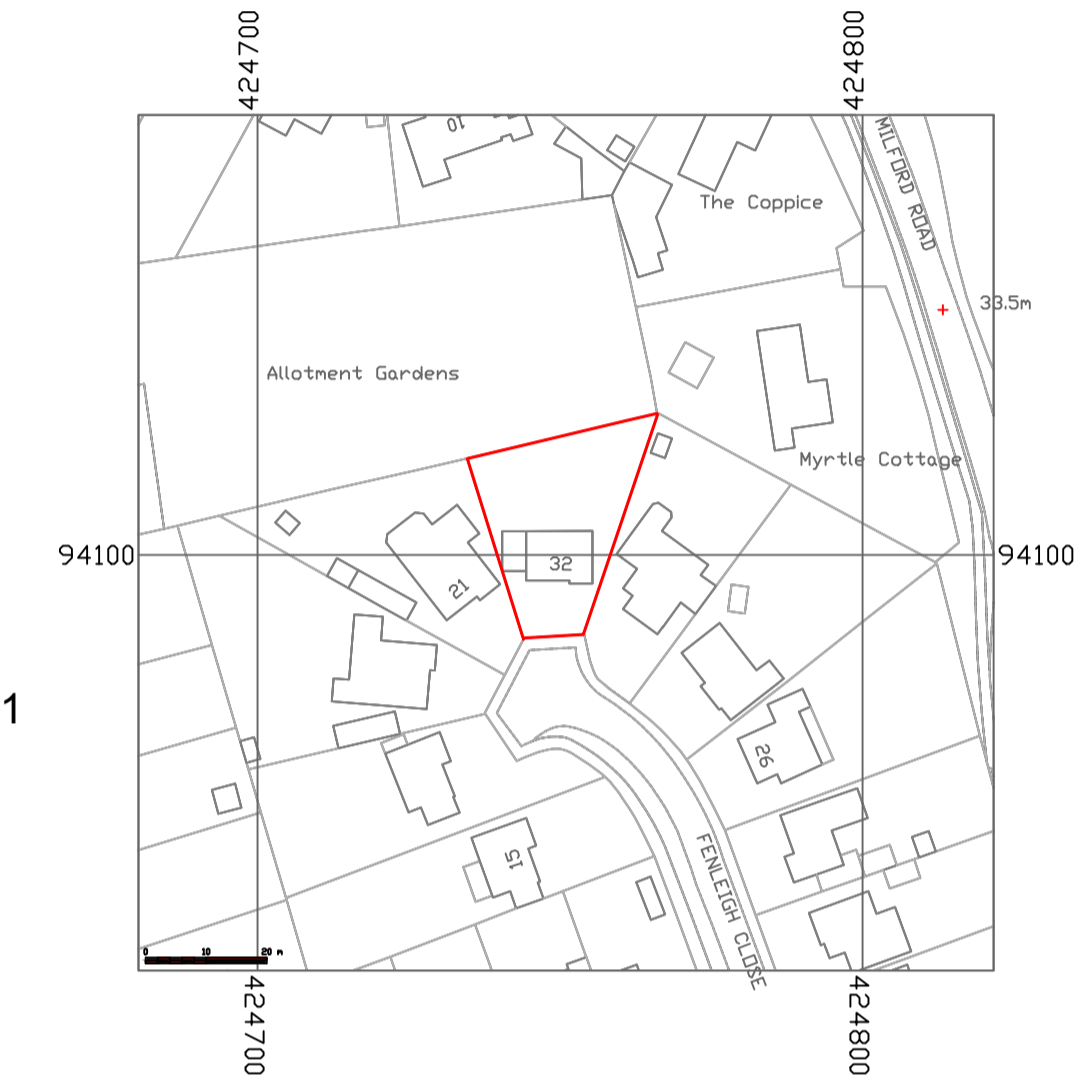 424700
424800
10
MILFORD ROAD
The Coppice
33.5m
Allotment Gardens
Myrtle Cottage
94100
94100
32
21
1
26
15
FENLEIGH CLOSE
0 10 20 m
424700
424800